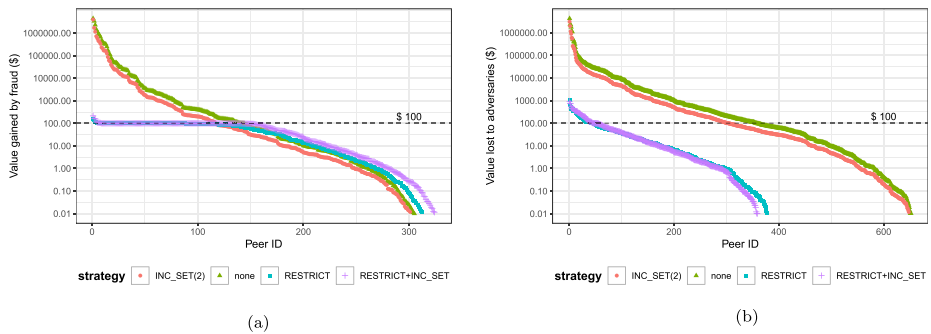 Value gained by fraud ($)
1000000.00
100000.00
10000.00
1000.00
100.00
10.00
1.00
0.10
0.01
$ 100
0 100 200 300
Peer ID
strategy INC_SET(2) none RESTRICT RESTRICT+INC_SET
(a)
Value lost to adversaries ($)
1000000.00
100000.00
10000.00
1000.00
100.00
10.00
1.00
0.10
0.01
$ 100
0 200 400 600
Peer ID
strategy INC_SET(2) none RESTRICT RESTRICT+INC_SET
(b)